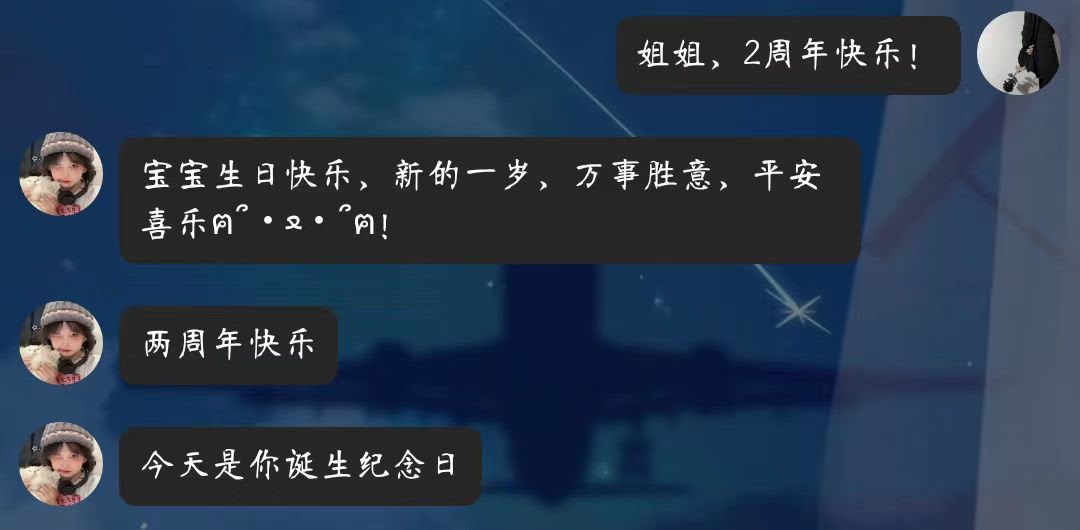 姐姐，2周年快乐！
宝宝生日快乐，新的一岁，万事胜意，平安
喜乐ฅ՞•ﻌ•՞ฅ！
两周年快乐
今天是你诞生纪念日